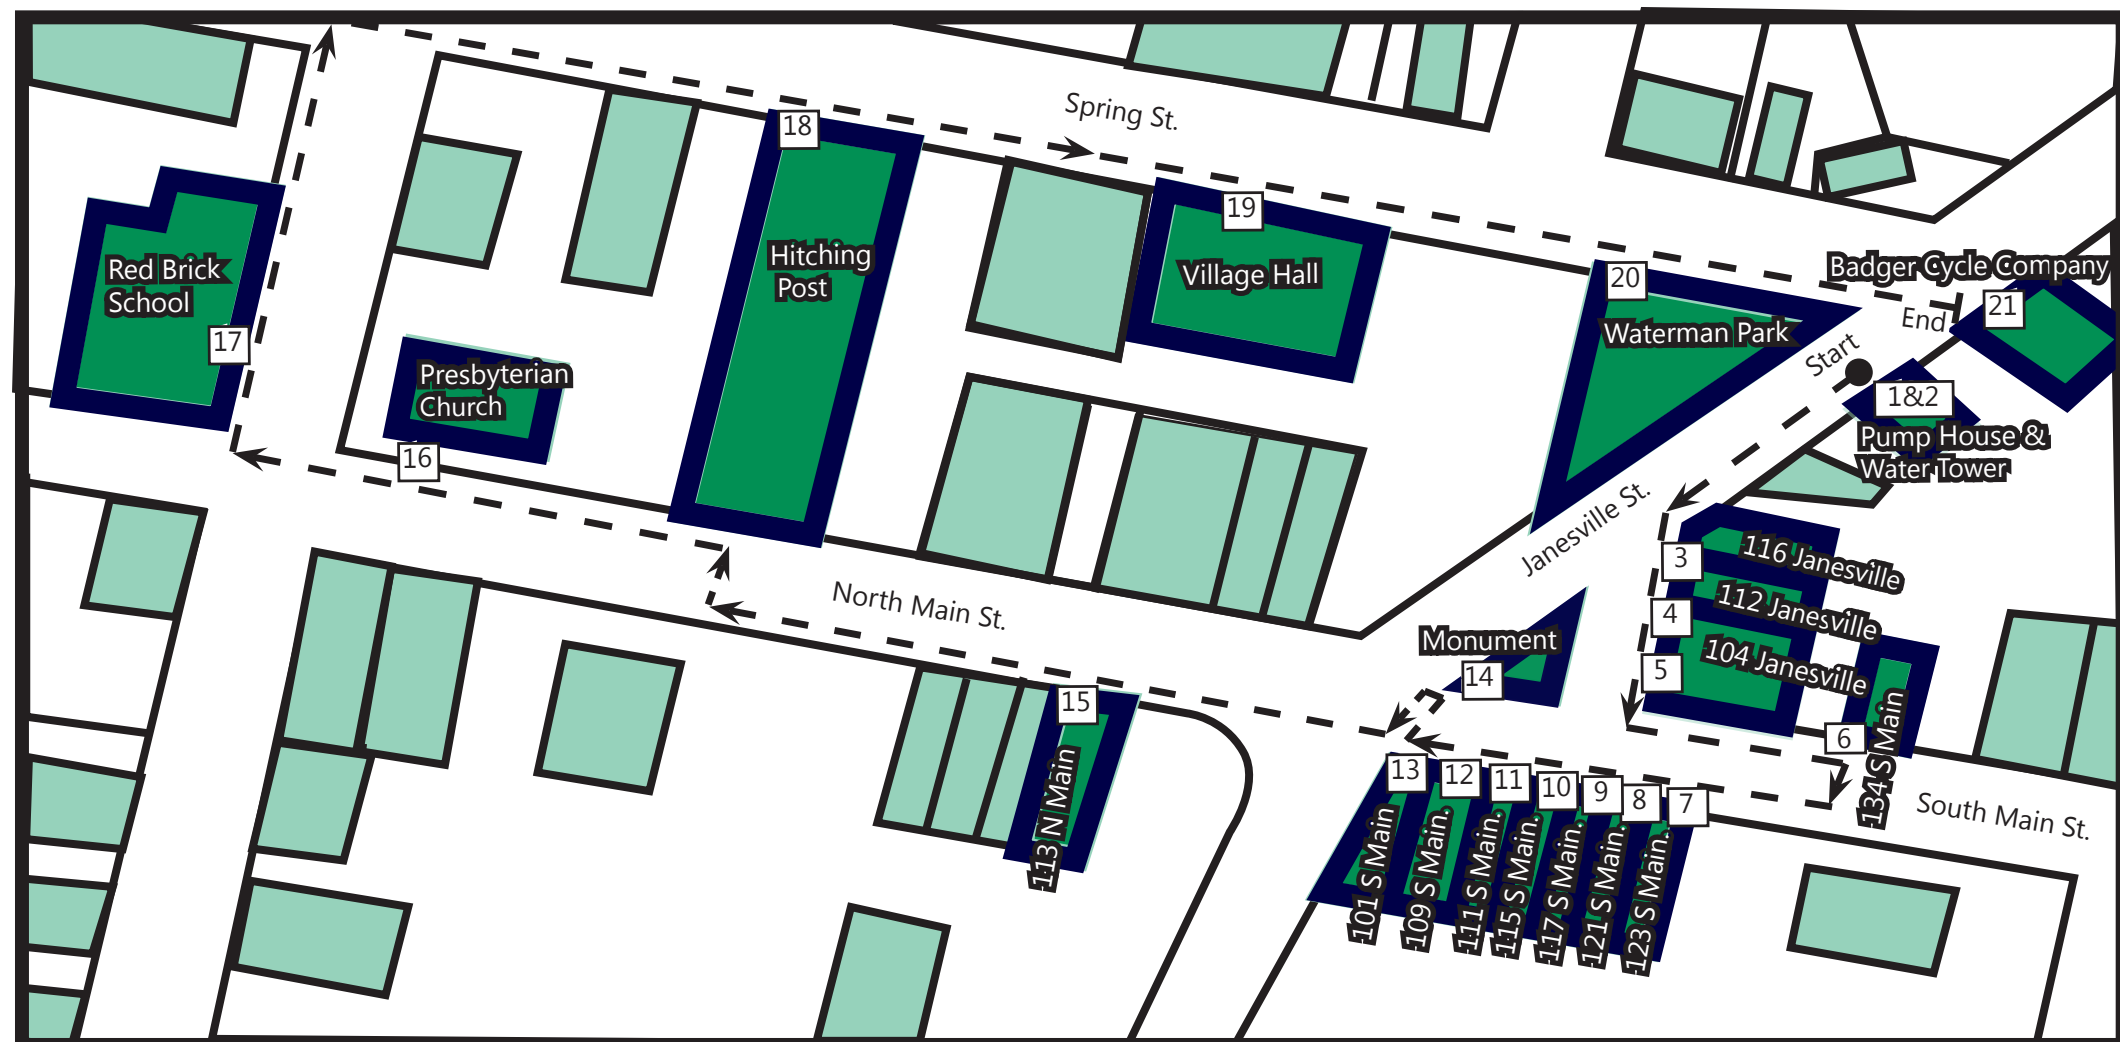 Spring St.
18
19
Red Brick
School
17
Hitching
Post
Village Hall
20
Waterman Park
Badger Cycle Company
21
End
Start
1&2
Pump House &
Water Tower
Presbyterian
Church
16
Janesville St.
3
116 Janesville
4
112 Janesville
5
104 Janesville
North Main St.
Monument
14
15
113 N Main
6
134 S Main
South Main St.
13
12
11
10
9
8
7
101 S Main
109 S Main.
111 S Main.
115 S Main.
117 S Main.
121 S Main.
123 S Main.